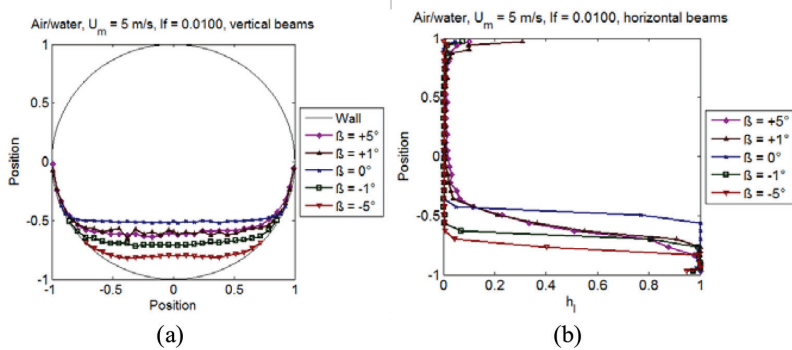 Air/water, U_m = 5 m/s, lf = 0.0100, vertical beams
1
0.5
0
-0.5
-1
Position
-1
-0.5
0
0.5
1
Position
Wall
ß = +5°
ß = +1°
ß = 0°
ß = -1°
ß = -5°
(a)
Air/water, U_m = 5 m/s, lf = 0.0100, horizontal beams
1
0.5
0
-0.5
-1
Position
0
0.2
0.4
0.6
0.8
1
h_l
ß = +5°
ß = +1°
ß = 0°
ß = -1°
ß = -5°
(b)